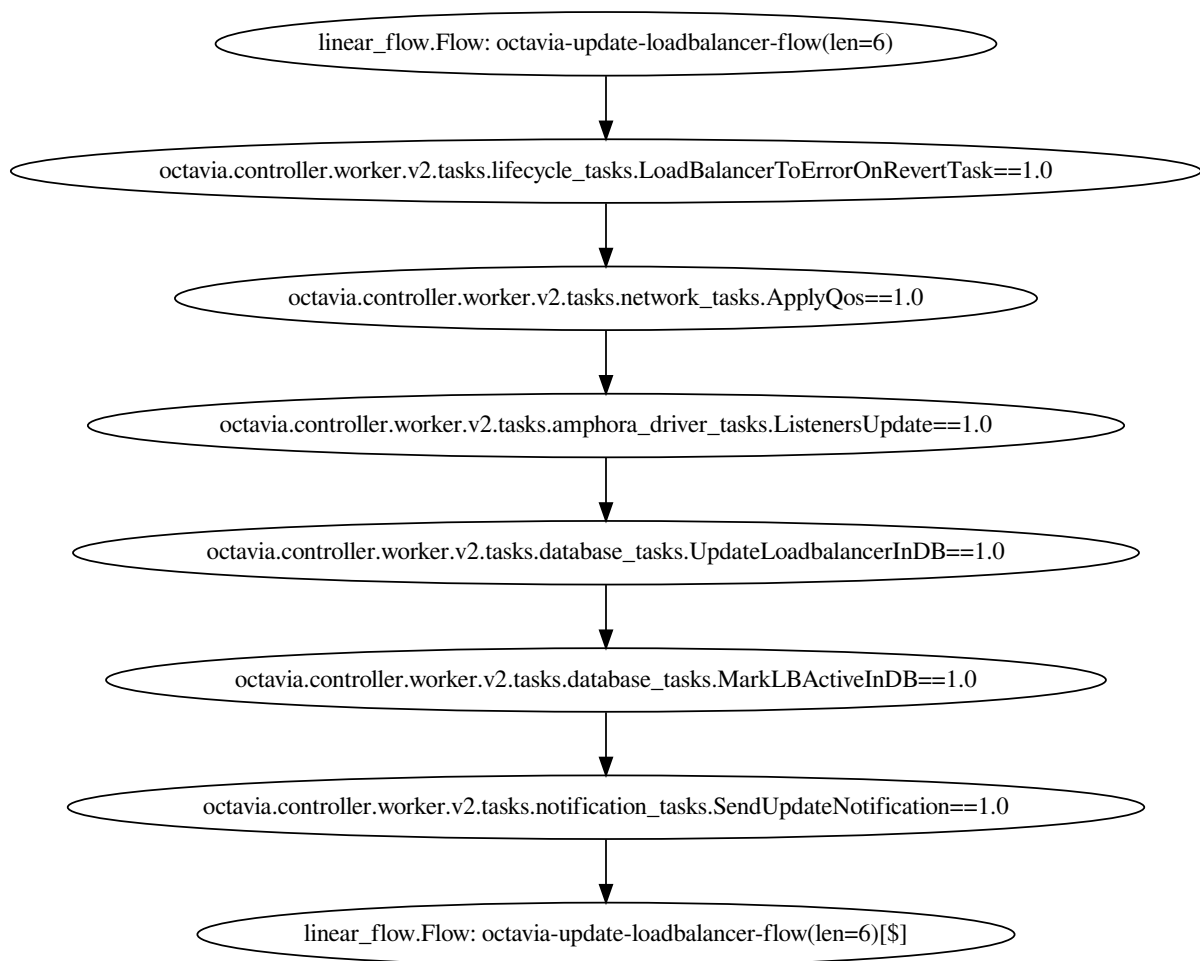 linear_flow.Flow: octavia-update-loadbalancer-flow(len=6)
octavia.controller.worker.v2.tasks.lifecycle_tasks.LoadBalancerToErrorOnRevertTask==1.0
octavia.controller.worker.v2.tasks.network_tasks.ApplyQos==1.0
octavia.controller.worker.v2.tasks.amphora_driver_tasks.ListenersUpdate==1.0
octavia.controller.worker.v2.tasks.database_tasks.UpdateLoadbalancerInDB==1.0
octavia.controller.worker.v2.tasks.database_tasks.MarkLBActiveInDB==1.0
octavia.controller.worker.v2.tasks.notification_tasks.SendUpdateNotification==1.0
linear_flow.Flow: octavia-update-loadbalancer-flow(len=6)[$]